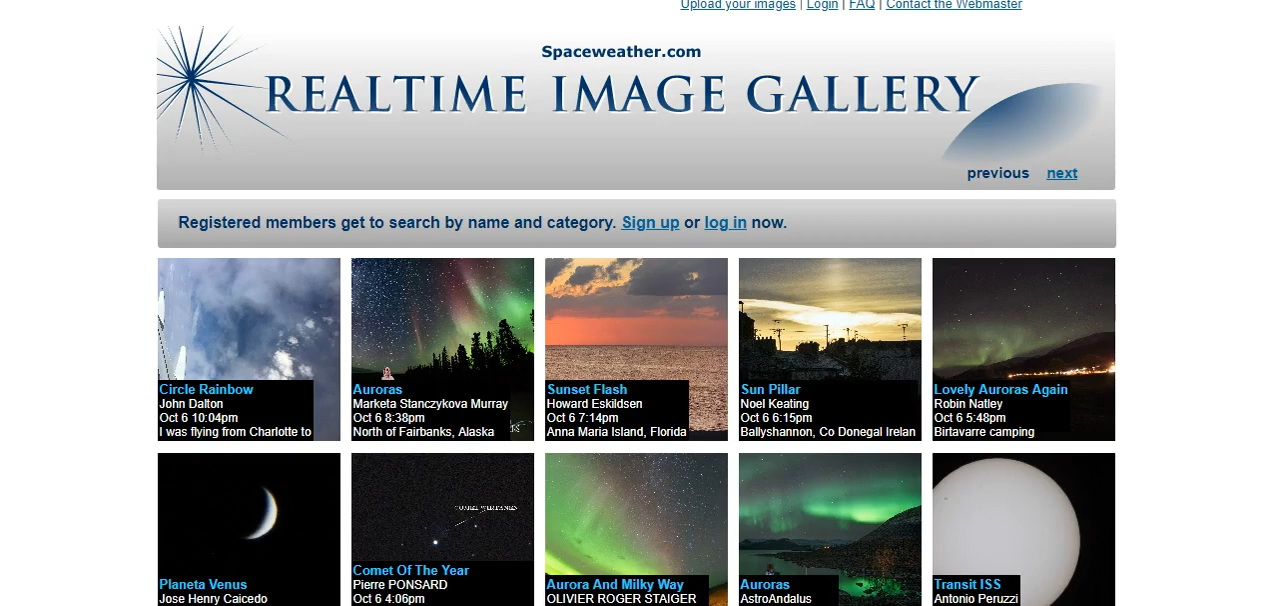 Upload your images | Login | FAQ | Contact the Webmaster
Spaceweather.com
REALTIME IMAGE GALLERY
previous next
Registered members get to search by name and category. Sign up or log in now.
Circle Rainbow
John Dalton
Oct 6 10:04pm
I was flying from Charlotte to
Auroras
Marketa Stanczykova Murray
Oct 6 8:38pm
North of Fairbanks, Alaska
Sunset Flash
Howard Eskildsen
Oct 6 7:14pm
Anna Maria Island, Florida
Sun Pillar
Noel Keating
Oct 6 6:15pm
Ballyshannon, Co Donegal Irelan
Lovely Auroras Again
Robin Natley
Oct 6 5:48pm
Birtavarre camping
Planeta Venus
Jose Henry Caicedo
Comet Of The Year
Pierre PONSARD
Oct 6 4:06pm
Aurora And Milky Way
OLIVIER ROGER STAIGER
Auroras
AstroAndalus
Transit ISS
Antonio Peruzzi